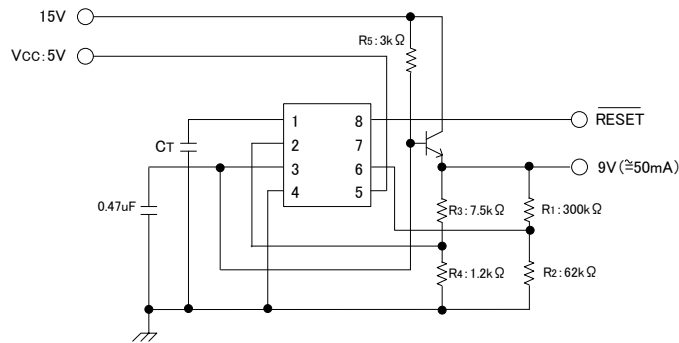 15V
R5:3kΩ
VCC:5V
1
8
RESET
CT
2
7
3
6
9V(≅50mA)
4
5
0.47uF
R3:7.5kΩ
R1:300kΩ
R4:1.2kΩ
R2:62kΩ